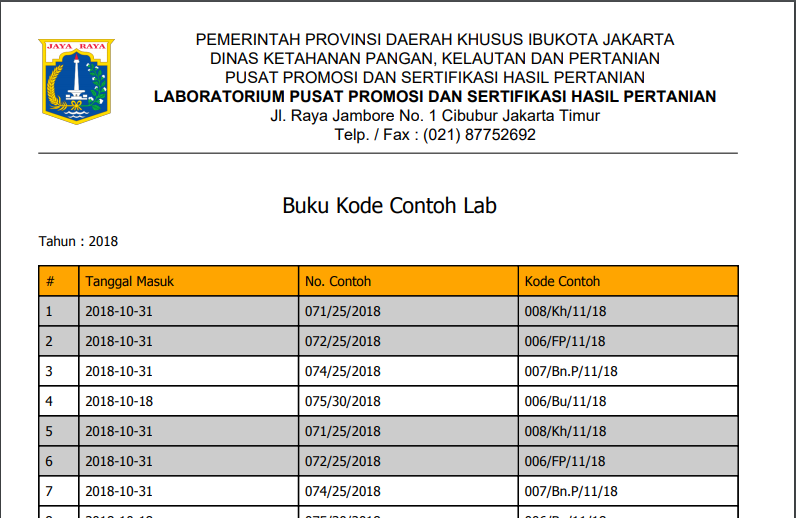 JAYA RAYA
PEMERINTAH PROVINSI DAERAH KHUSUS IBUKOTA JAKARTA
DINAS KETAHANAN PANGAN, KELAUTAN DAN PERTANIAN
PUSAT PROMOSI DAN SERTIFIKASI HASIL PERTANIAN
LABORATORIUM PUSAT PROMOSI DAN SERTIFIKASI HASIL PERTANIAN
Jl. Raya Jambore No. 1 Cibubur Jakarta Timur
Telp. / Fax : (021) 87752692
Buku Kode Contoh Lab
Tahun : 2018
# Tanggal Masuk No. Contoh Kode Contoh
1 2018-10-31 071/25/2018 008/Kh/11/18
2 2018-10-31 072/25/2018 006/FP/11/18
3 2018-10-31 074/25/2018 007/Bn.P/11/18
4 2018-10-18 075/30/2018 006/Bu/11/18
5 2018-10-31 071/25/2018 008/Kh/11/18
6 2018-10-31 072/25/2018 006/FP/11/18
7 2018-10-31 074/25/2018 007/Bn.P/11/18